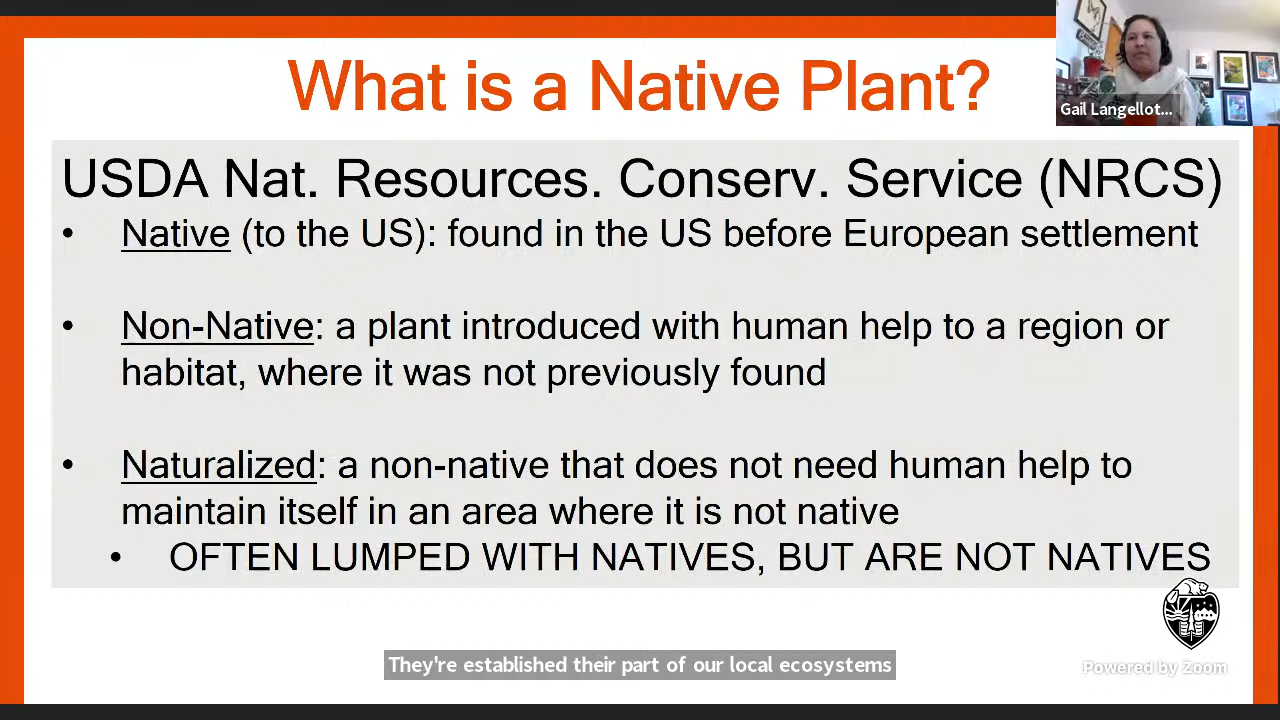 What is a Native Plant?
Gail Langellot...
USDA Nat. Resources. Conserv. Service (NRCS)
• Native (to the US): found in the US before European settlement
• Non-Native: a plant introduced with human help to a region or
habitat, where it was not previously found
• Naturalized: a non-native that does not need human help to
maintain itself in an area where it is not native
• OFTEN LUMPED WITH NATIVES, BUT ARE NOT NATIVES
They're established their part of our local ecosystems
Powered by Zoom